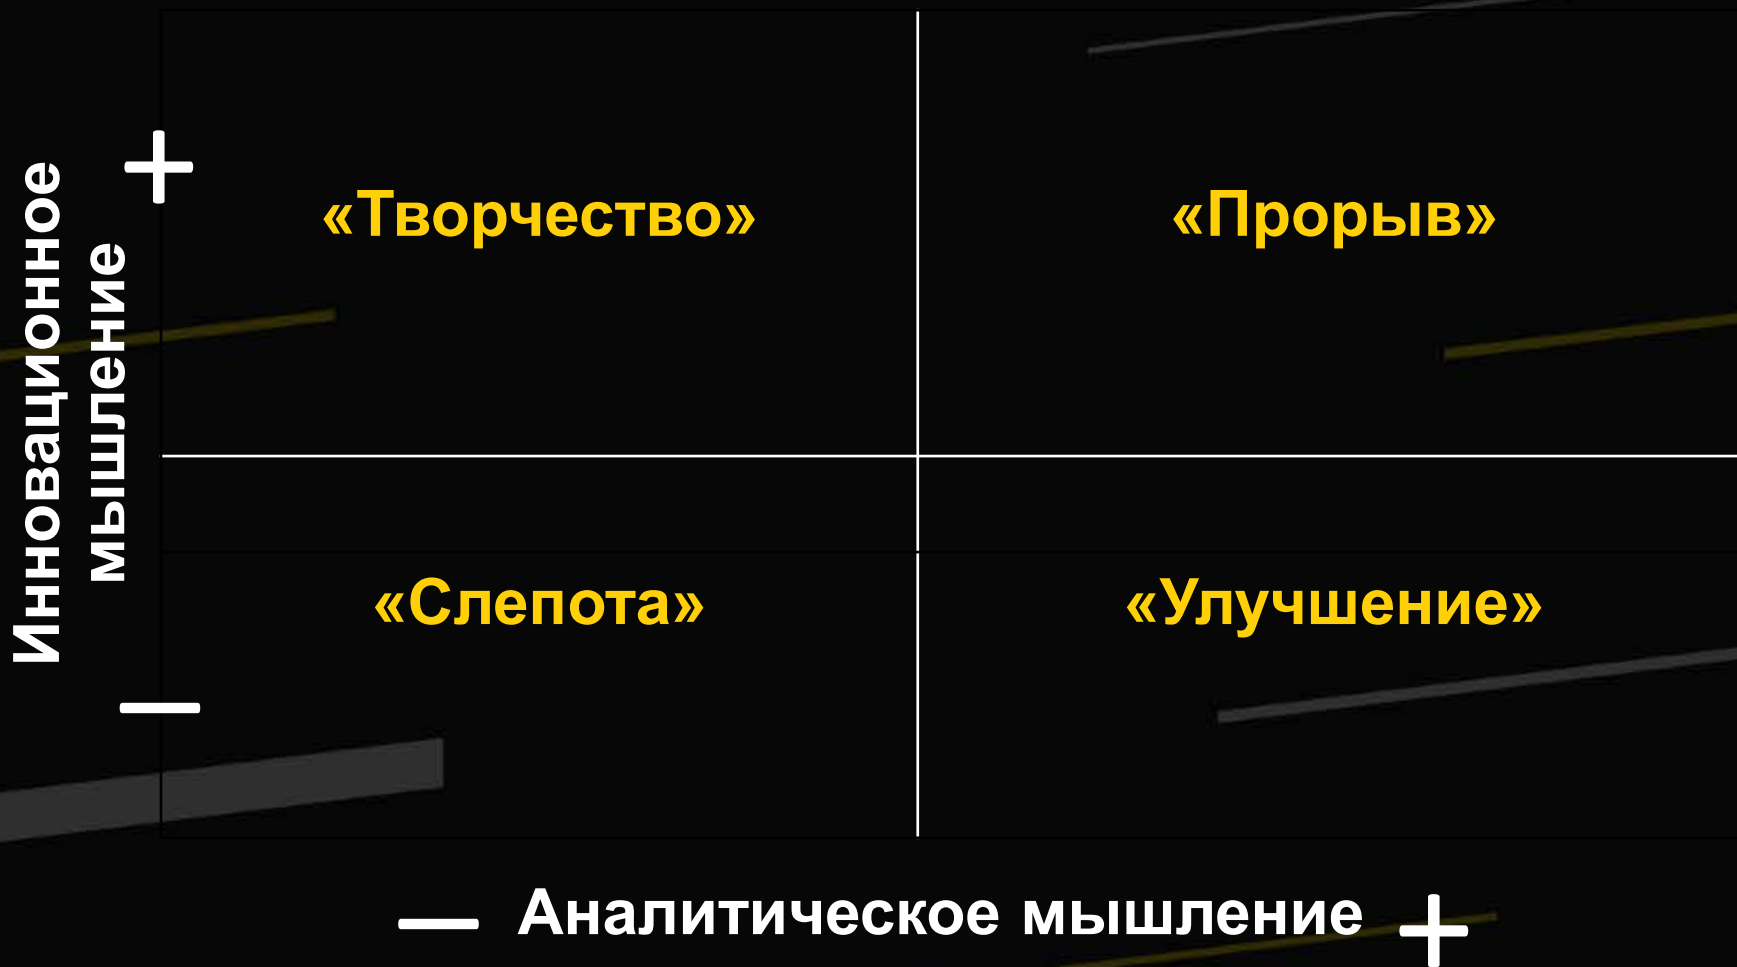 Инновационное
мышление
+
«Творчество»
«Прорыв»
«Слепота»
«Улучшение»
—
— Аналитическое мышление +